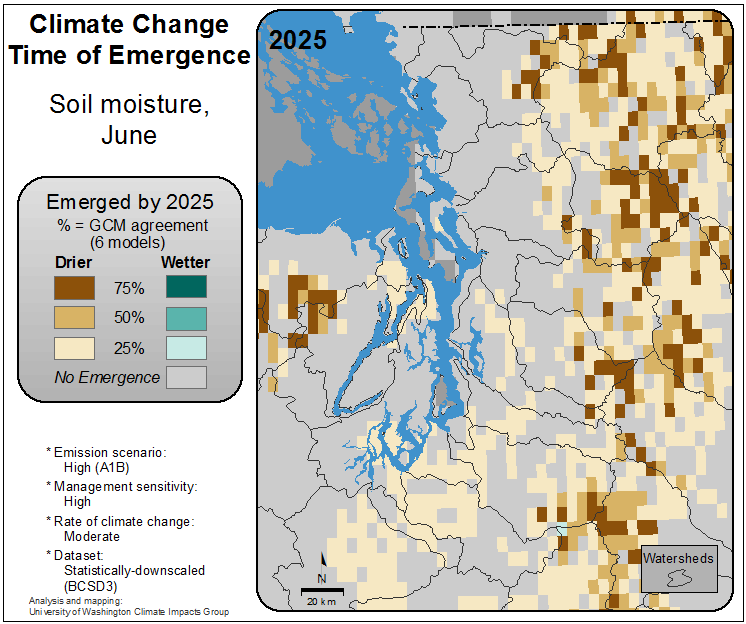 Climate Change
Time of Emergence
Soil moisture,
June
Emerged by 2025
% = GCM agreement
(6 models)
Drier Wetter
75%
50%
25%
No Emergence
* Emission scenario:
High (A1B)
* Management sensitivity:
High
* Rate of climate change:
Moderate
* Dataset:
Statistically-downscaled
(BCSD3)
Analysis and mapping:
University of Washington Climate Impacts Group
2025
N
20 km
Watersheds